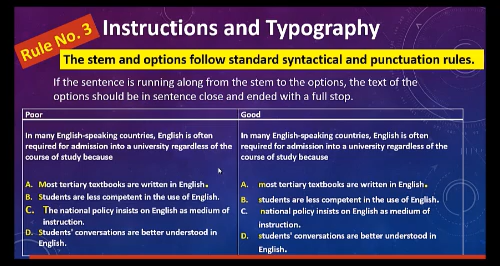 Rule No. 3
Instructions and Typography
The stem and options follow standard syntactical and punctuation rules.
If the sentence is running along from the stem to the options, the text of the
options should be in sentence close and ended with a full stop.
Poor
In many English-speaking countries, English is often
required for admission into a university regardless of the
course of study because
A. Most tertiary textbooks are written in English.
B. Students are less competent in the use of English.
C. The national policy insists on English as medium of
instruction.
D. Students' conversations are better understood in
English.
Good
In many English-speaking countries, English is often
required for admission into a university regardless of the
course of study because
A. most tertiary textbooks are written in English.
B. students are less competent in the use of English.
C. national policy insists on English as medium of
instruction.
D. students' conversations are better understood in
English.